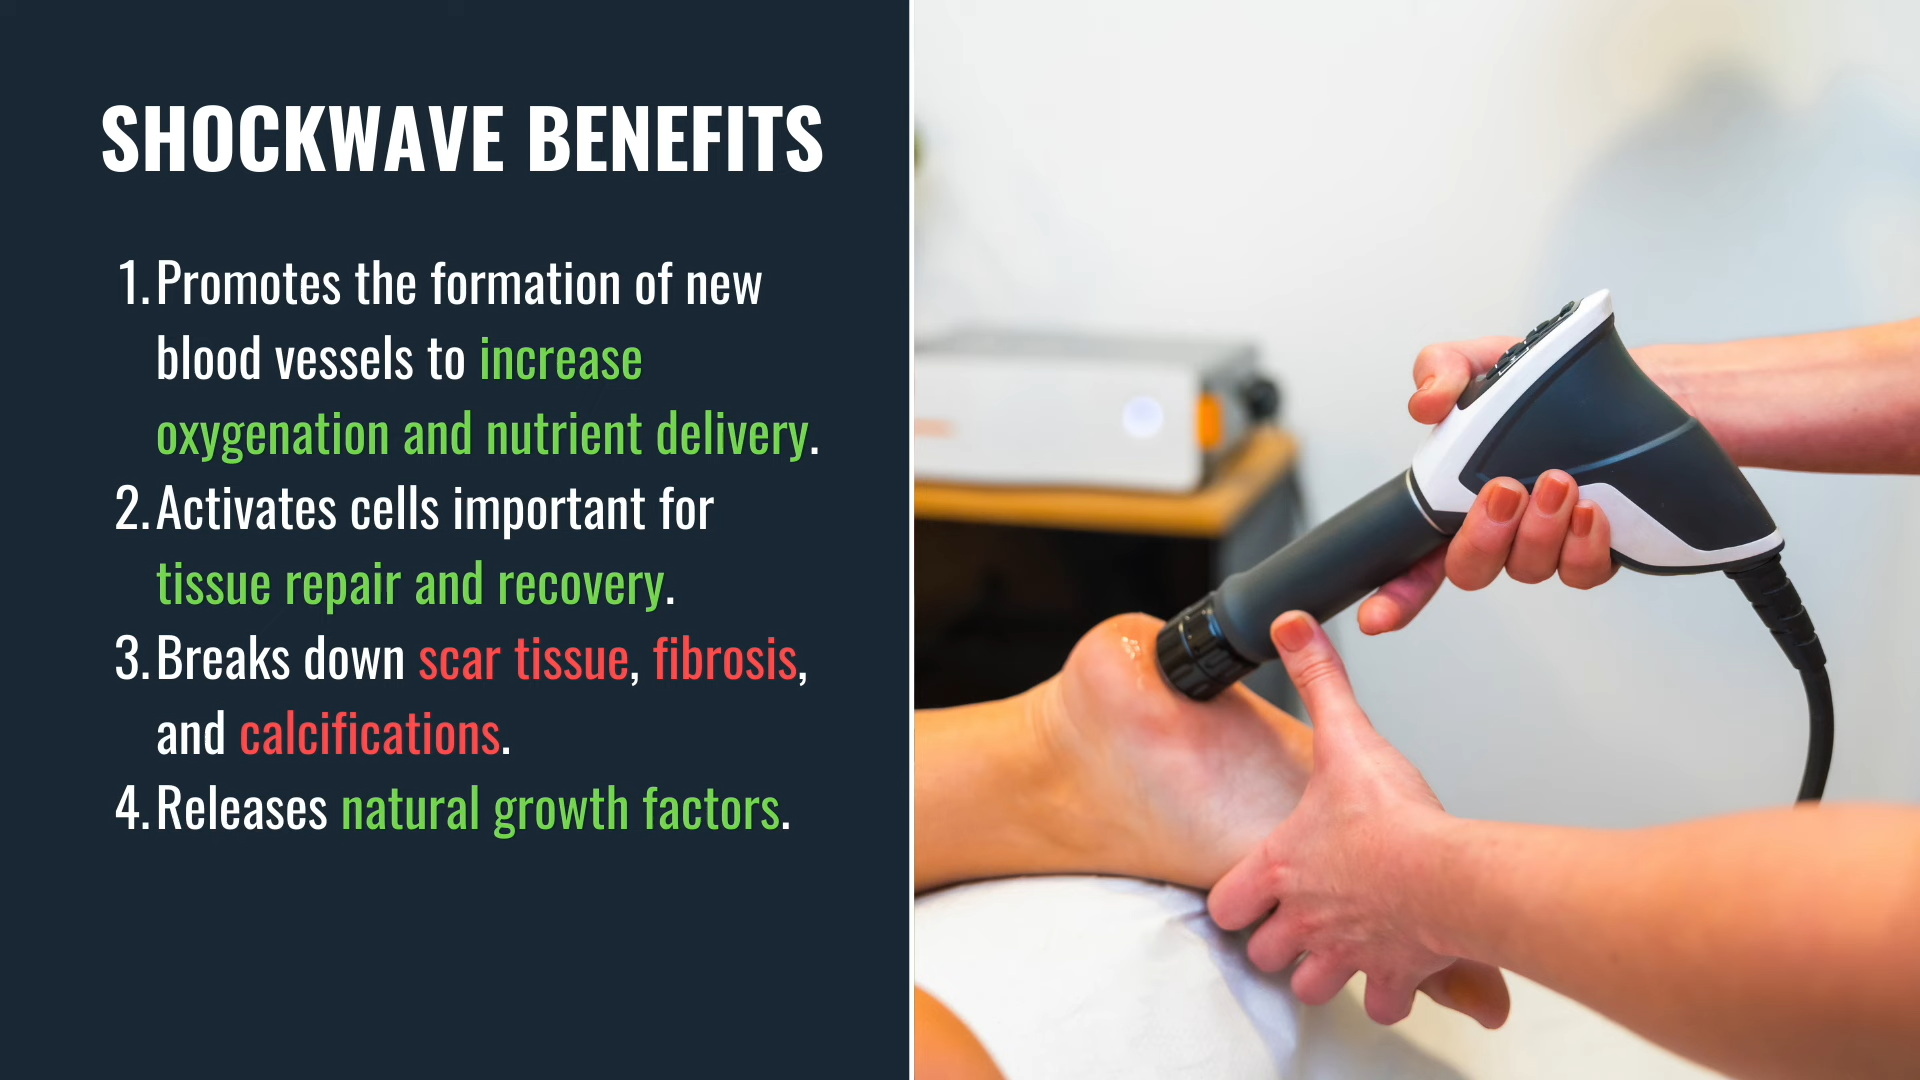 SHOCKWAVE BENEFITS
1. Promotes the formation of new
blood vessels to increase
oxygenation and nutrient delivery.
2. Activates cells important for
tissue repair and recovery.
3. Breaks down scar tissue, fibrosis,
and calcifications.
4. Releases natural growth factors.